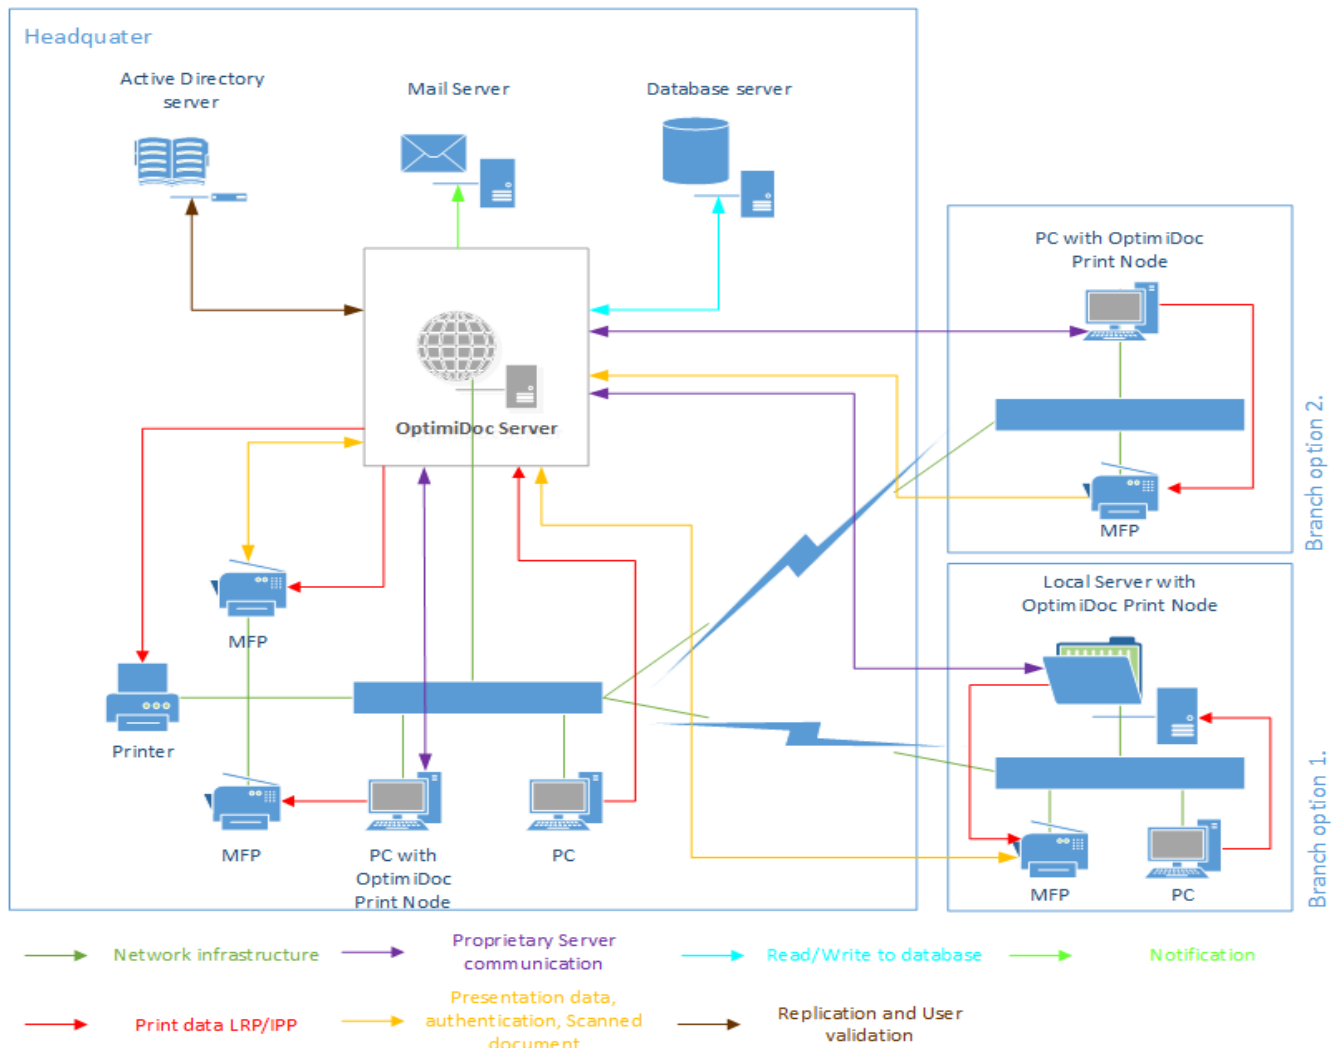 Headquater
Active Directory
server
Mail Server
Database server
OptimiDoc Server
MFP
Printer
MFP
PC with
OptimiDoc
Print Node
PC
PC with OptimiDoc
Print Node
MFP
Branch option 2.
Local Server with
OptimiDoc Print Node
MFP
PC
Branch option 1.
Network infrastructure
Proprietary Server
communication
Read/Write to database
Notification
Print data LRP/IPP
Presentation data,
authentication, Scanned
document
Replication and User
validation